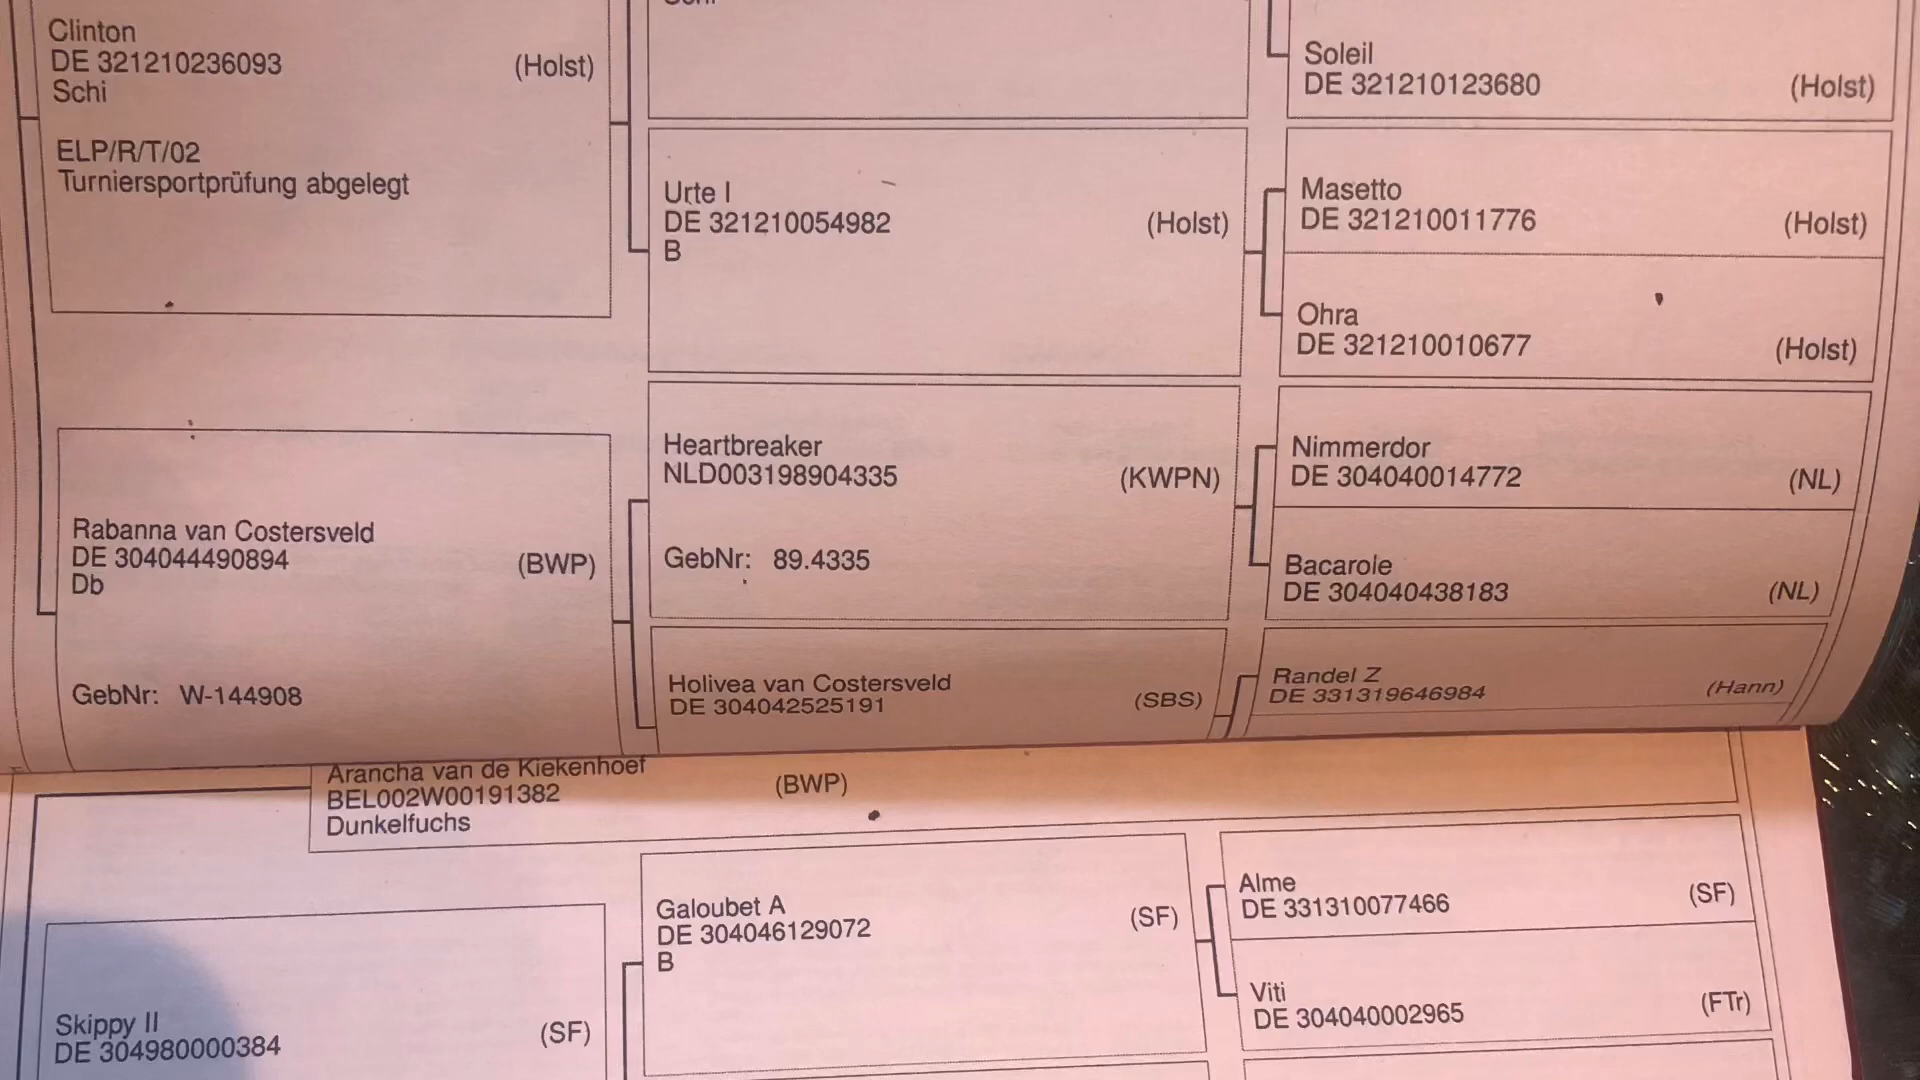 Clinton
DE 321210236093 (Holst)
Schi
ELP/R/T/02
Turniersportprüfung abgelegt
Soleil
DE 321210123680 (Holst)
Urte I
DE 321210054982 (Holst)
B
Masetto
DE 321210011776 (Holst)
Ohra
DE 321210010677 (Holst)
Rabanna van Costersveld
DE 304044490894 (BWP)
Db
GebNr: W-144908
Heartbreaker
NLD003198904335 (KWPN)
GebNr: 89.4335
Nimmerdor
DE 304040014772 (NL)
Bacarole
DE 304040438183 (NL)
Holivea van Costersveld
DE 304042525191 (SBS)
Randel Z
DE 331319646984 (Hann)
Arancha van de Kiekenhoef
BEL002W00191382 (BWP)
Dunkelfuchs
Skippy II
DE 304980000384 (SF)
Galoubet A
DE 304046129072 (SF)
B
Alme
DE 331310077466 (SF)
Viti
DE 304040002965 (FTr)